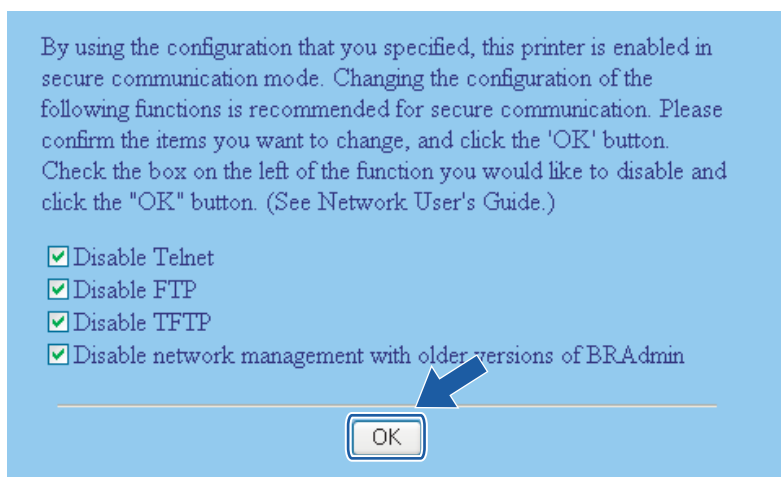 By using the configuration that you specified, this printer is enabled in
secure communication mode. Changing the configuration of the
following functions is recommended for secure communication. Please
confirm the items you want to change, and click the 'OK' button.
Check the box on the left of the function you would like to disable and
click the "OK" button. (See Network User's Guide.)
Disable Telnet
Disable FTP
Disable TFTP
Disable network management with older versions of BRAdmin
OK